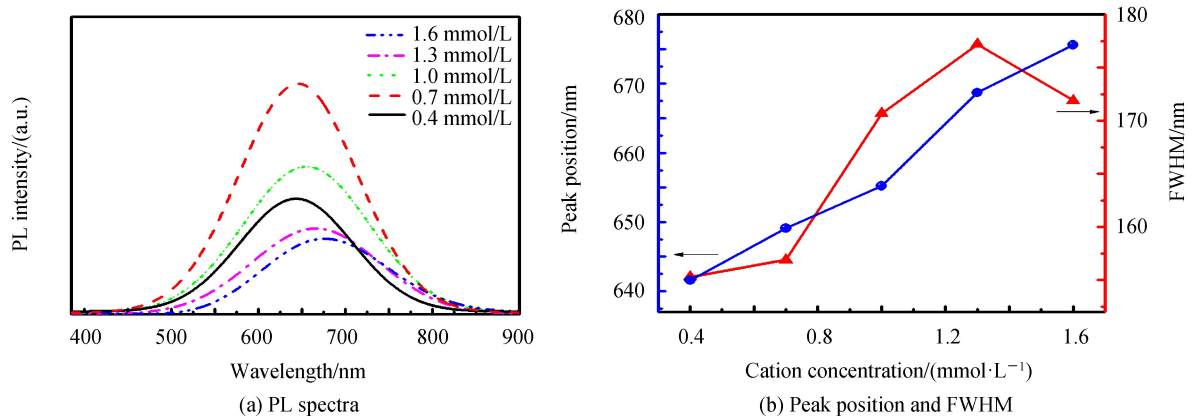 1.6 mmol/L
1.3 mmol/L
1.0 mmol/L
0.7 mmol/L
0.4 mmol/L
PL intensity/(a.u.)
400 500 600 700 800 900
Wavelength/nm
(a) PL spectra
680
670
660
650
640
Peak position/nm
180
170
160
FWHM/nm
0.4 0.8 1.2 1.6
Cation concentration/(mmol·L⁻¹)
(b) Peak position and FWHM